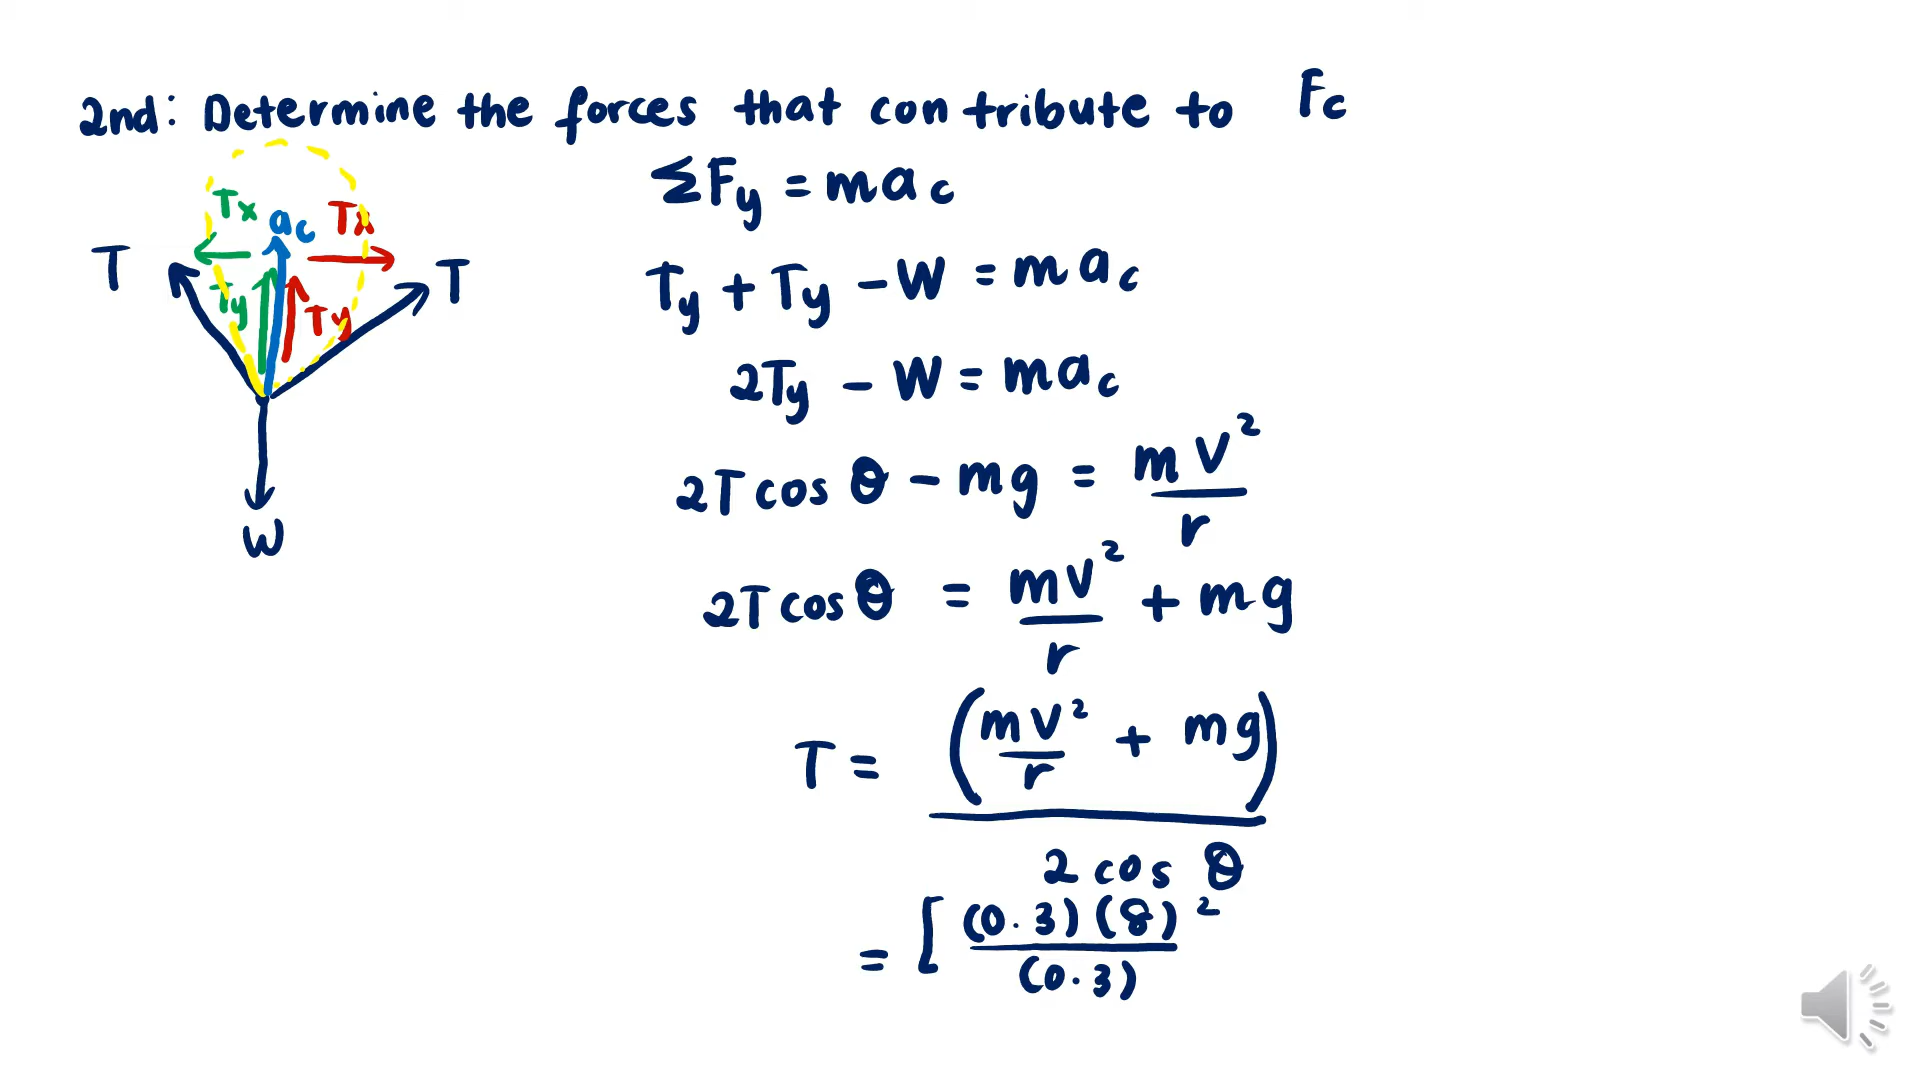 2nd: Determine the forces that contribute to Fc
ΣFy = mac
Tx ac Tx
T T
Ty Ty
W
Ty + Ty - W = mac
2Ty - W = mac
2T cos θ - mg = mv²/r
2T cos θ = mv²/r + mg
T = (mv²/r + mg) / 2 cos θ
= [(0.3)(8)²/(0.3)